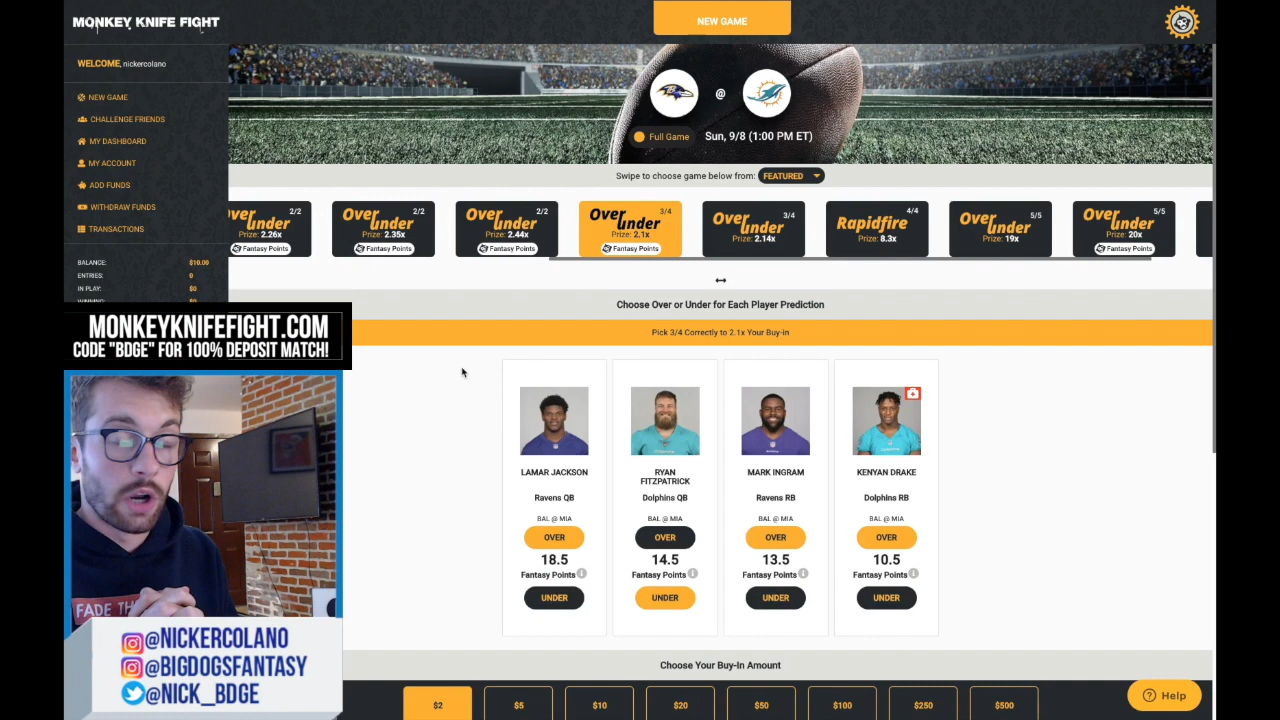 MONKEY KNIFE FIGHT
NEW GAME
WELCOME, nickercolano
NEW GAME
CHALLENGE FRIENDS
MY DASHBOARD
MY ACCOUNT
ADD FUNDS
WITHDRAW FUNDS
TRANSACTIONS
BALANCE: $10.00
ENTRIES: 0
IN PLAY: $0
@
Full Game Sun, 9/8 (1:00 PM ET)
Swipe to choose game below from: FEATURED
Over under 2/2 Prize: 2.26x Fantasy Points
Over under 2/2 Prize: 2.35x Fantasy Points
Over under 2/2 Prize: 2.44x Fantasy Points
Over under 3/4 Prize: 2.1x Fantasy Points
Over under 3/4 Prize: 2.14x
Rapidfire 4/4 Prize: 8.3x
Over under 5/5 Prize: 19x
Over under 5/5 Prize: 20x Fantasy Points
Choose Over or Under for Each Player Prediction
Pick 3/4 Correctly to 2.1x Your Buy-in
MONKEYKNIFEFIGHT.COM
CODE "BDGE" FOR 100% DEPOSIT MATCH!
LAMAR JACKSON
Ravens QB
BAL @ MIA
OVER
18.5
Fantasy Points
UNDER
RYAN
FITZPATRICK
Dolphins QB
BAL @ MIA
OVER
14.5
Fantasy Points
UNDER
MARK INGRAM
Ravens RB
BAL @ MIA
OVER
13.5
Fantasy Points
UNDER
KENYAN DRAKE
Dolphins RB
BAL @ MIA
OVER
10.5
Fantasy Points
UNDER
FADE TH
@NICKERCOLANO
@BIGDOGSFANTASY
@NICK_BDGE
Choose Your Buy-In Amount
$2 $5 $10 $20 $50 $100 $250 $500
Help